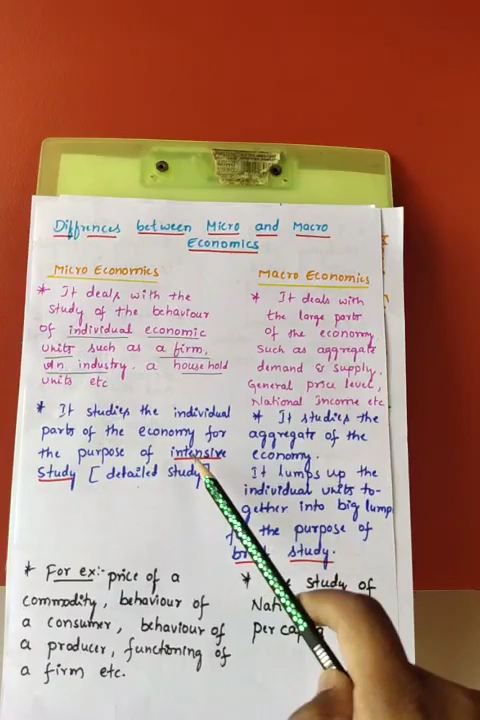 Diffrences between Micro and Macro
Economics
Micro Economics
* It deals with the
study of the behaviour
of individual economic
units such as a firm,
an industry. a household
units etc
* It studies the individual
parts of the economy for
the purpose of intensive
study [detailed study]
* For ex:- price of a
commodity, behaviour of
a consumer, behaviour of
a producer, functioning of
a firm etc.
Macro Economics
* It deals with
the large parts
of the economy.
Such as aggregate
demand & supply.
General price level,
National Income etc
* It studies the
aggregate of the
economy.
It lumps up the
individual units to-
gether into big lump
the purpose of
study.
* study of